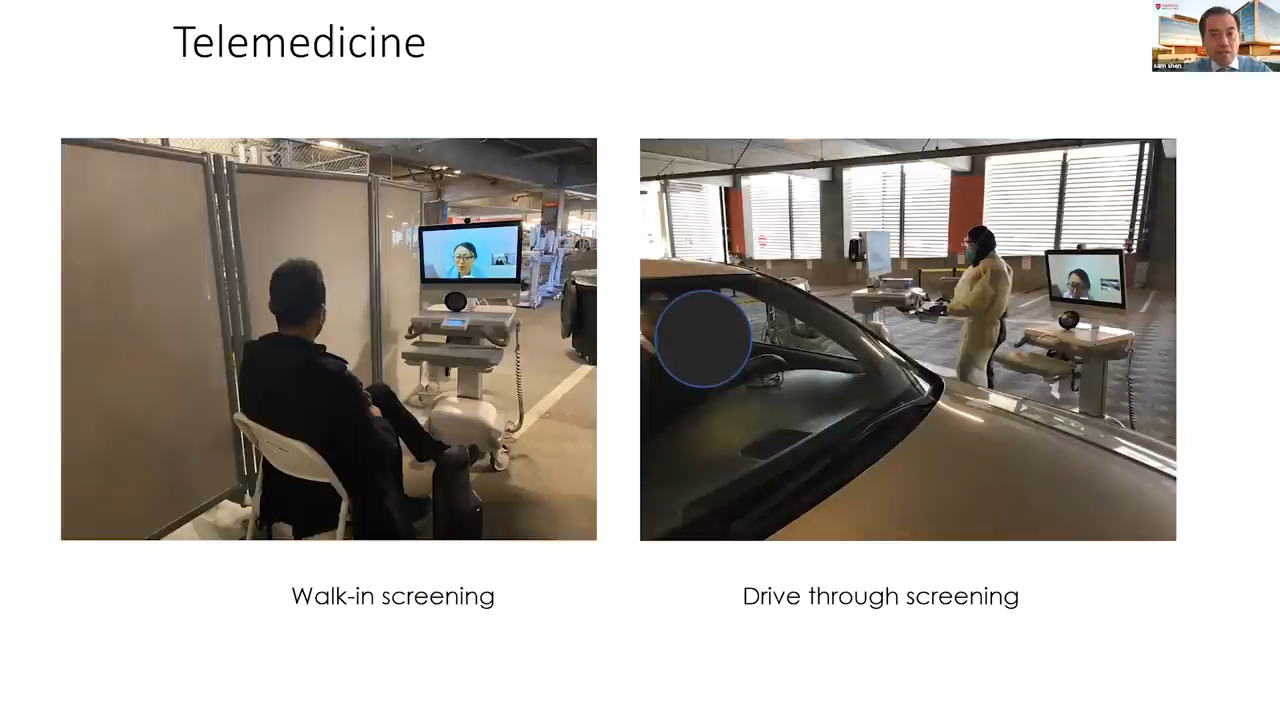 Telemedicine
sam shen
Walk-in screening
Drive through screening